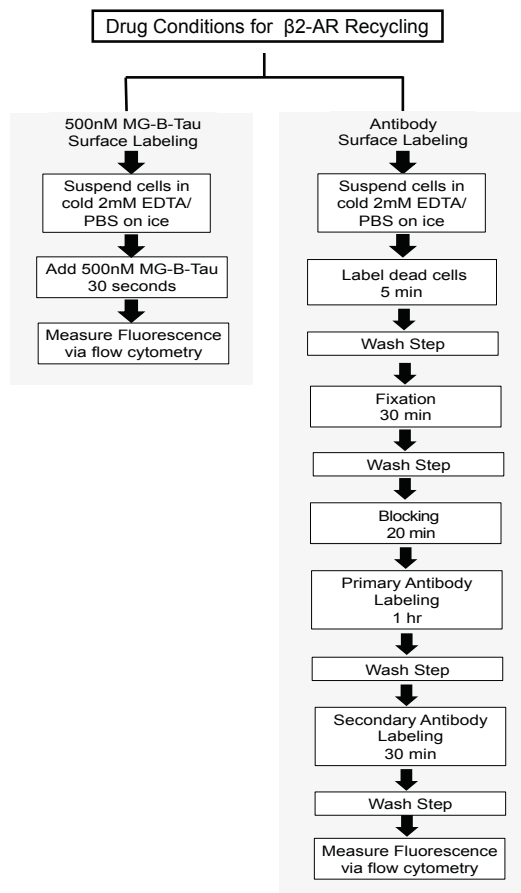 Drug Conditions for β2-AR Recycling
500nM MG-B-Tau
Surface Labeling
Suspend cells in
cold 2mM EDTA/
PBS on ice
Add 500nM MG-B-Tau
30 seconds
Measure Fluorescence
via flow cytometry
Antibody
Surface Labeling
Suspend cells in
cold 2mM EDTA/
PBS on ice
Label dead cells
5 min
Wash Step
Fixation
30 min
Wash Step
Blocking
20 min
Primary Antibody
Labeling
1 hr
Wash Step
Secondary Antibody
Labeling
30 min
Wash Step
Measure Fluorescence
via flow cytometry